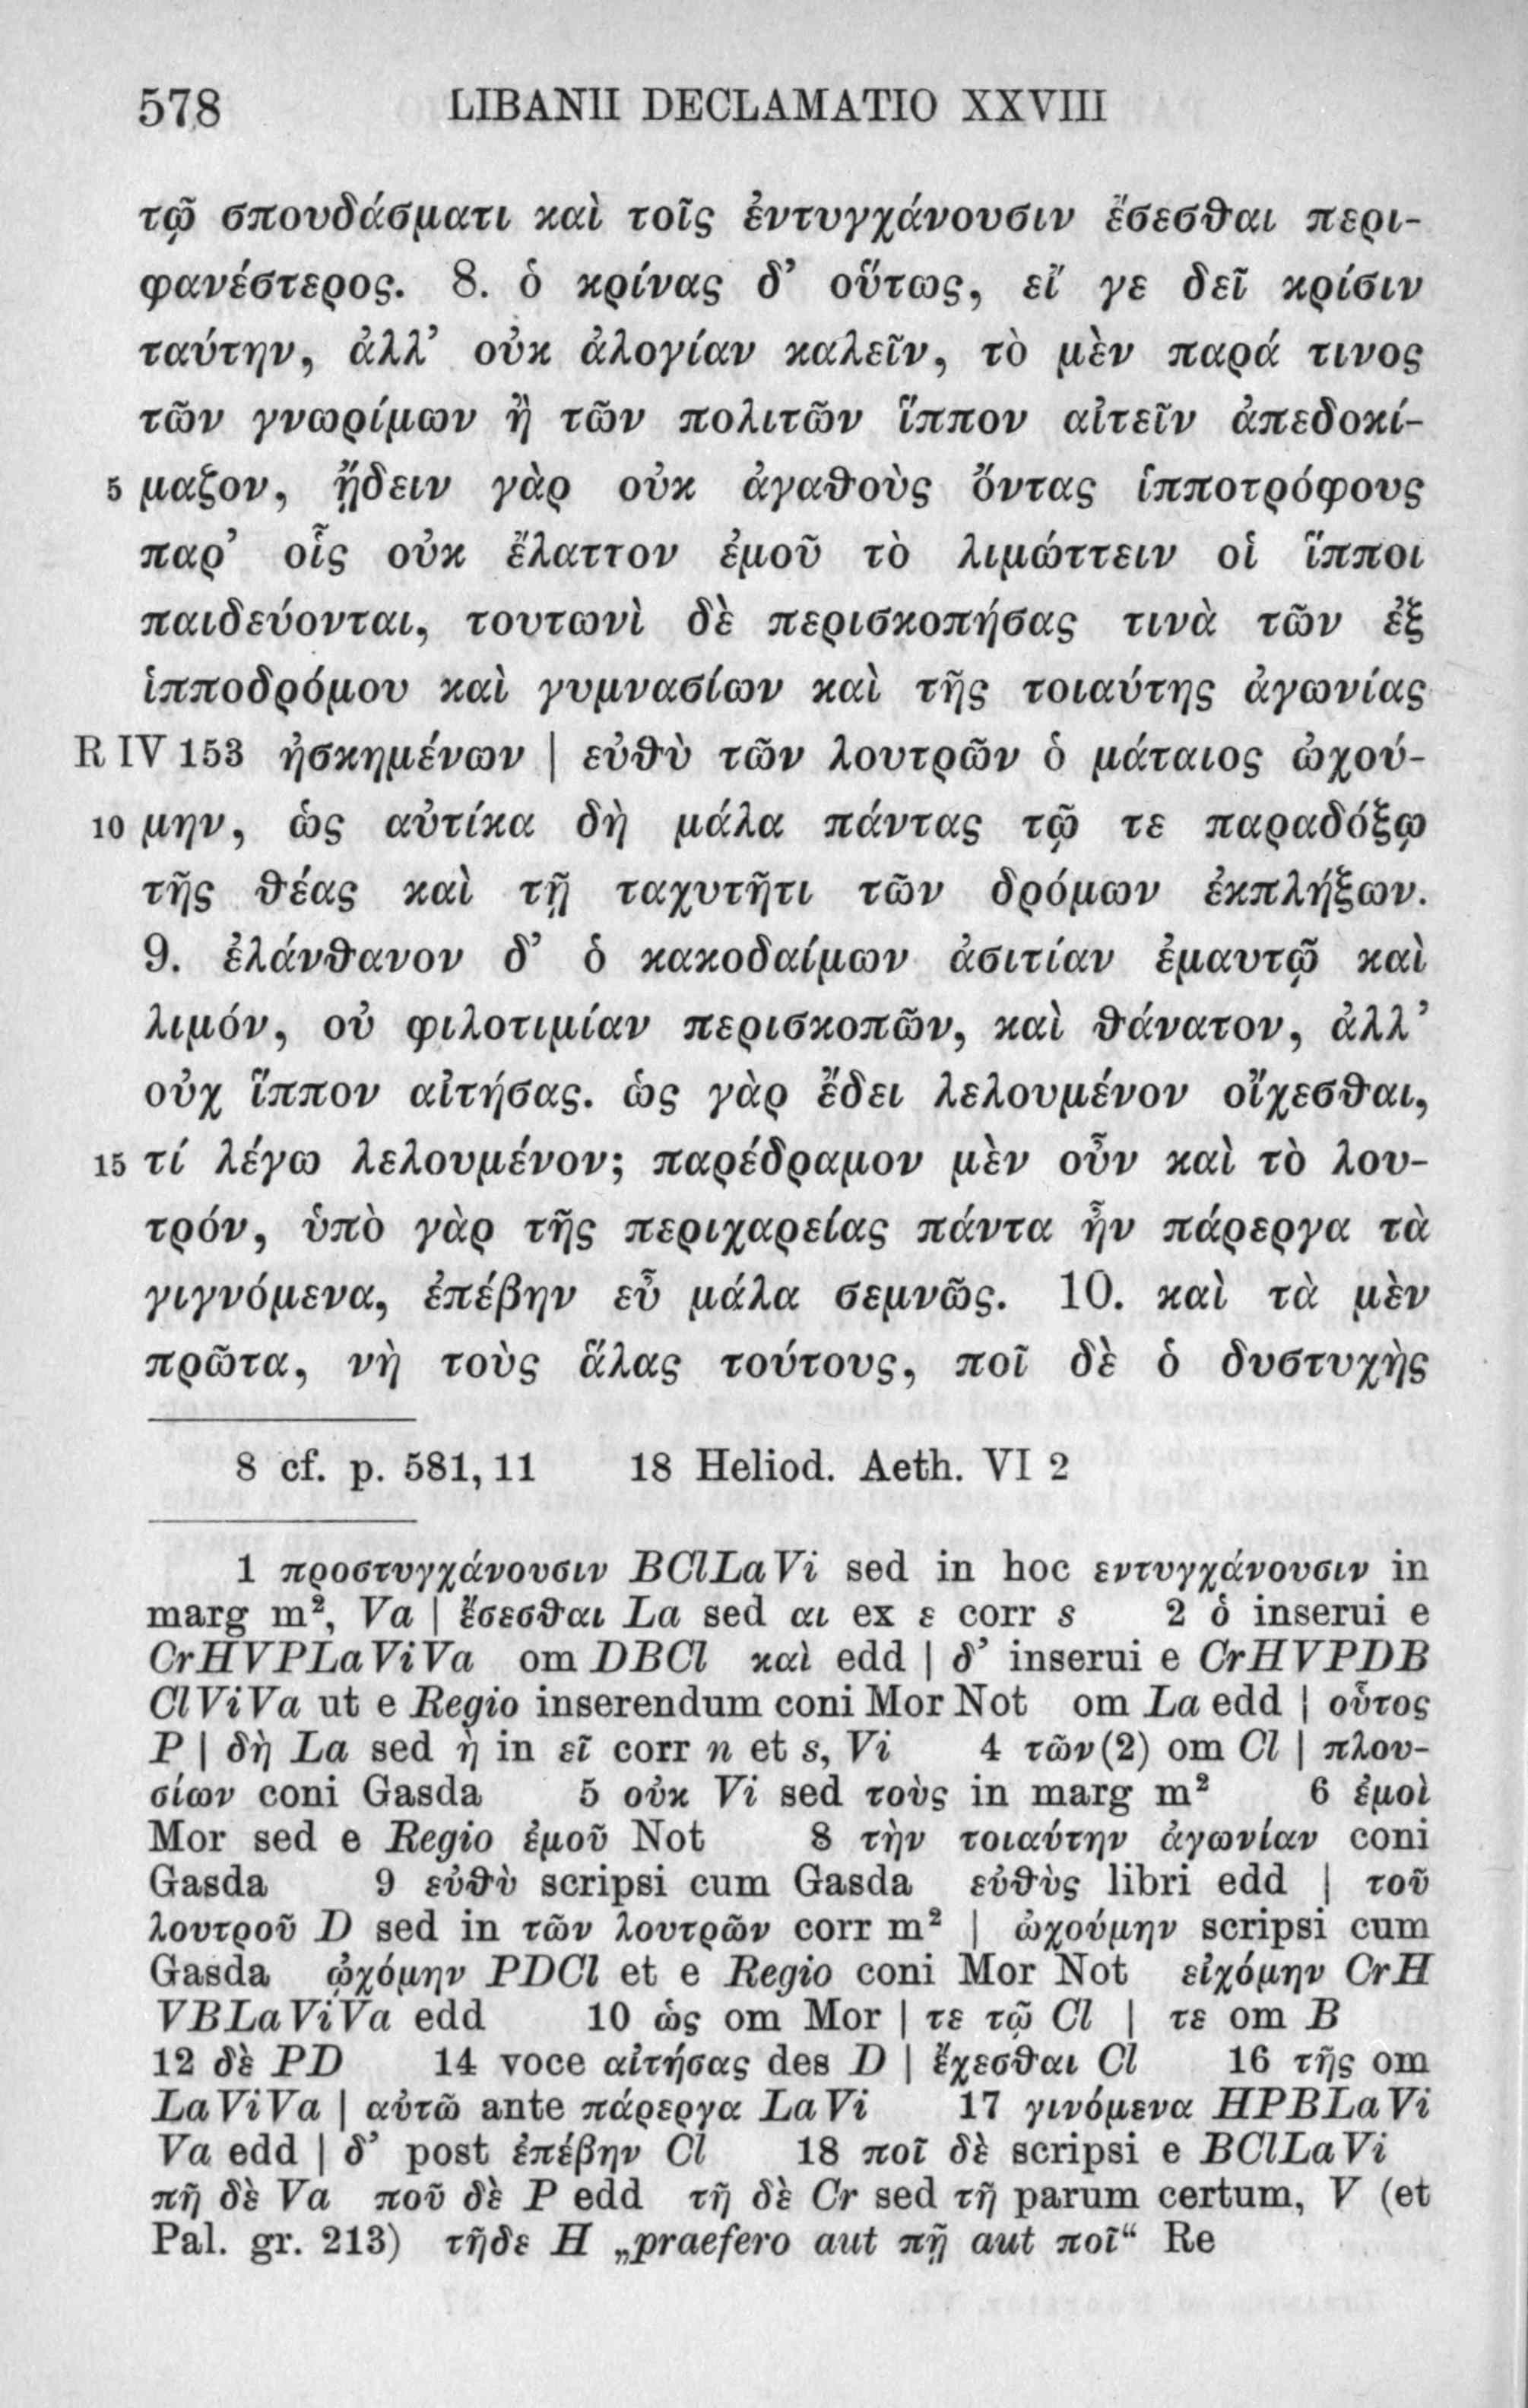 578 LIBANII DECLAMATIO XXVIII
τῷ σπουδάσματι καὶ τοῖς ἐντυγχάνουσιν ἔσεσθαι περι-
φανέστερος. 8. ὁ κρίνας δ’ οὕτως, εἴ γε δεῖ κρίσιν
ταύτην, ἀλλ’ οὐκ ἀλογίαν καλεῖν, τὸ μὲν παρά τινος
τῶν γνωρίμων ἢ τῶν πολιτῶν ἵππον αἰτεῖν ἀπεδοκί-
5 μαζον, ᾔδειν γὰρ οὐκ ἀγαθοὺς ὄντας ἱπποτρόφους
παρ’ οἷς οὐκ ἔλαττον ἐμοῦ τὸ λιμώττειν οἱ ἵπποι
παιδεύονται, τουτωνὶ δὲ περισκοπήσας τινὰ τῶν ἐξ
ἱπποδρόμου καὶ γυμνασίων καὶ τῆς τοιαύτης ἀγωνίας
R IV 153 ἠσκημένων | εὐθὺ τῶν λουτρῶν ὁ μάταιος ὠχού-
10 μην, ὡς αὐτίκα δὴ μάλα πάντας τῷ τε παραδόξῳ
τῆς θέας καὶ τῇ ταχυτῆτι τῶν δρόμων ἐκπλήξων.
9. ἐλάνθανον δ’ ὁ κακοδαίμων ἀσιτίαν ἐμαυτῷ καὶ
λιμόν, οὐ φιλοτιμίαν περισκοπῶν, καὶ θάνατον, ἀλλ’
οὐχ ἵππον αἰτήσας. ὡς γὰρ ἔδει λελουμένον οἴχεσθαι,
15 τί λέγω λελουμένον; παρέδραμον μὲν οὖν καὶ τὸ λου-
τρόν, ὑπὸ γὰρ τῆς περιχαρείας πάντα ἦν πάρεργα τὰ
γιγνόμενα, ἐπέβην εὖ μάλα σεμνῶς. 10. καὶ τὰ μὲν
πρῶτα, νὴ τοὺς ἅλας τούτους, ποῖ δὲ ὁ δυστυχὴς
8 cf. p. 581, 11 18 Heliod. Aeth. VI 2
1 προστυγχάνουσιν BClLaVi sed in hoc εντυγχάνουσιν in
marg m², Va | ἔσεσθαι La sed αι ex ε corr s 2 ὁ inserui e
CrHVPLaViVa om DBCl καὶ edd | δ’ inserui e CrHVPDB
ClViVa ut e Regio inserendum coni Mor Not om La edd | οὗτος
P | δὴ La sed ἠ in εῖ corr n et s, Vi 4 τῶν(2) om Cl | πλου-
σίων coni Gasda 5 οὐκ Vi sed τοὺς in marg m² 6 ἐμοὶ
Mor sed e Regio ἐμοῦ Not 8 τὴν τοιαύτην ἀγωνίαν coni
Gasda 9 εὐθὺ scripsi cum Gasda εὐθὺς libri edd | τοῦ
λουτροῦ D sed in τῶν λουτρῶν corr m² | ὠχούμην scripsi cum
Gasda ᾠχόμην PDCl et e Regio coni Mor Not εἰχόμην CrH
VBLaViVa edd 10 ὡς om Mor | τε τῷ Cl | τε om B
12 δὲ PD 14 voce αἰτήσας des D | ἔχεσθαι Cl 16 τῆς om
LaViVa | αὐτῶ ante πάρεργα LaVi 17 γινόμενα HPBLaVi
Va edd | δ’ post ἐπέβην Cl 18 ποῖ δὲ scripsi e BClLaVi
πῆ δὲ Va ποῦ δὲ P edd τῆ δὲ Cr sed τῆ parum certum, V (et
Pal. gr. 213) τῆδε H „praefero aut πῇ aut ποῖ“ Re